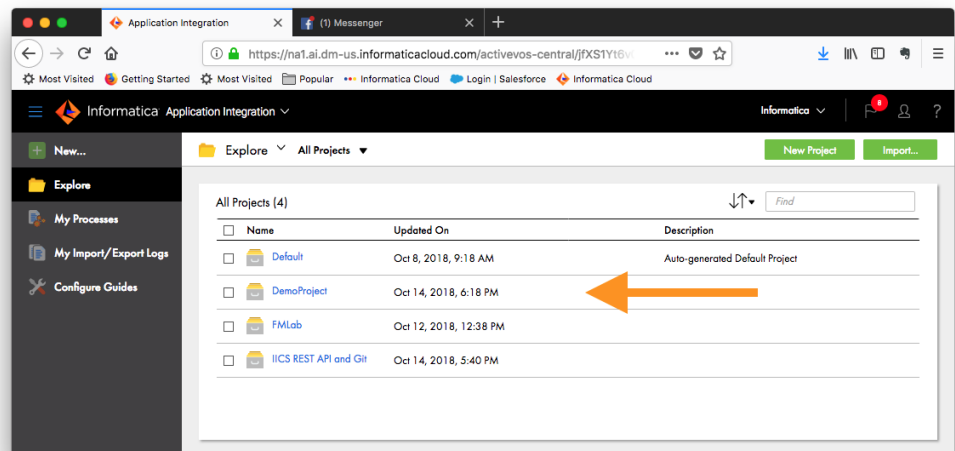 Application Integration
(1) Messenger
https://na1.ai.dm-us.informaticacloud.com/activevos-central/jfXS1Yt6v
Most Visited Getting Started Most Visited Popular Informatica Cloud Login | Salesforce Informatica Cloud
Informatica Application Integration
Informatica
8
?
New...
Explore
My Processes
My Import/Export Logs
Configure Guides
Explore All Projects
New Project Import...
All Projects (4)
Find
Name Updated On Description
Default Oct 8, 2018, 9:18 AM Auto-generated Default Project
DemoProject Oct 14, 2018, 6:18 PM
FMLab Oct 12, 2018, 12:38 PM
IICS REST API and Git Oct 14, 2018, 5:40 PM